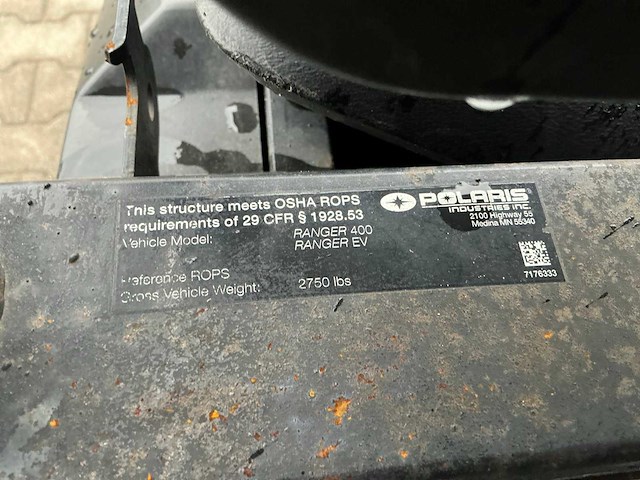 This structure meets OSHA ROPS
requirements of 29 CFR § 1928.53
Vehicle Model: RANGER 400
RANGER EV
Reference ROPS
Gross Vehicle Weight: 2750 lbs
POLARIS
INDUSTRIES INC.
2100 Highway 55
Medina MN 55340
7176333